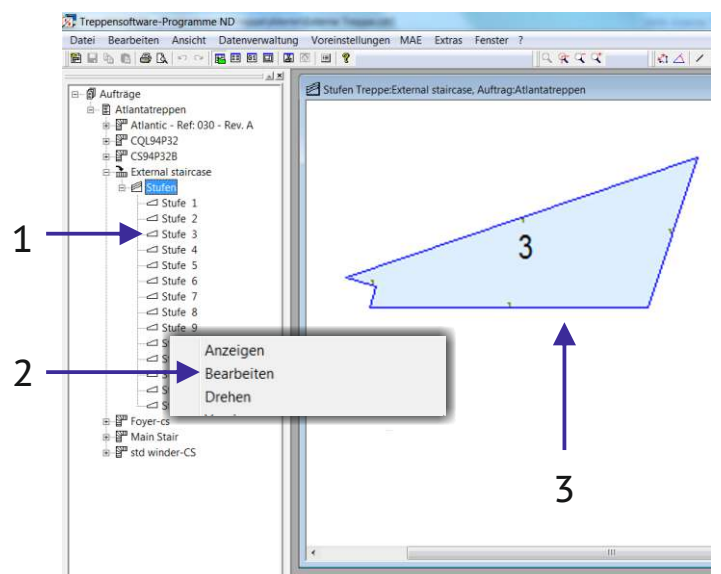 Treppensoftware-Programme ND
Datei Bearbeiten Ansicht Datenverwaltung Voreinstellungen MAE Extras Fenster ?
Aufträge
Atlantatreppen
Atlantic - Ref: 030 - Rev. A
CQL94P32
CS94P32B
External staircase
Stufen
Stufe 1
Stufe 2
Stufe 3
Stufe 4
Stufe 5
Stufe 6
Stufe 7
Stufe 8
Stufe 9
Foyer-cs
Main Stair
std winder-CS
Anzeigen
Bearbeiten
Drehen
Stufen Treppe:External staircase, Auftrag:Atlantatreppen
3
1
2
3